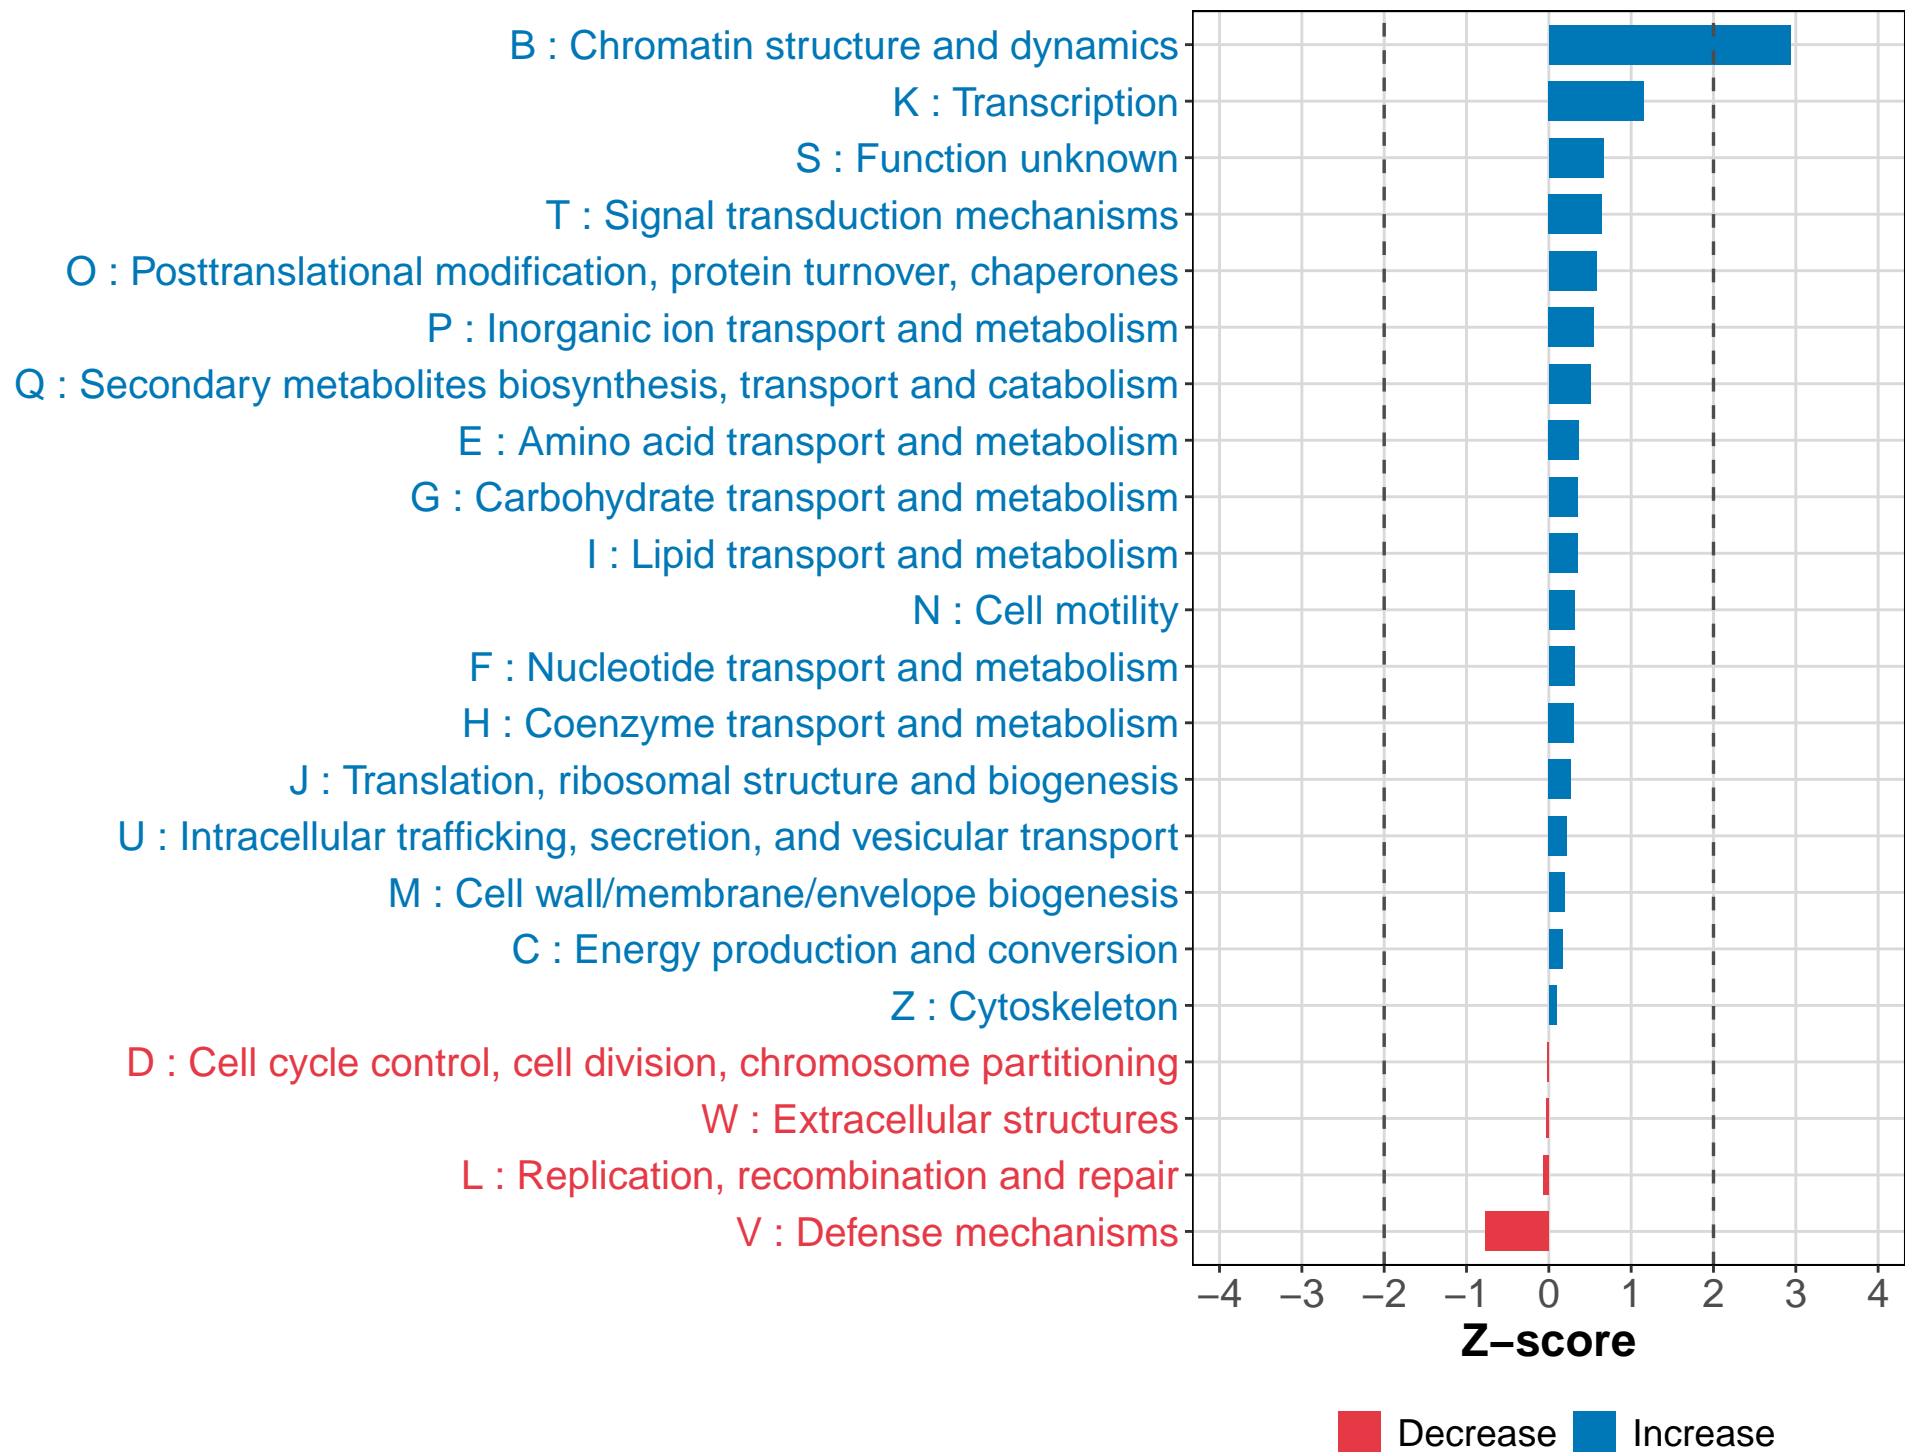 B : Chromatin structure and dynamics
K : Transcription
S : Function unknown
T : Signal transduction mechanisms
O : Posttranslational modification, protein turnover, chaperones
P : Inorganic ion transport and metabolism
Q : Secondary metabolites biosynthesis, transport and catabolism
E : Amino acid transport and metabolism
G : Carbohydrate transport and metabolism
I : Lipid transport and metabolism
N : Cell motility
F : Nucleotide transport and metabolism
H : Coenzyme transport and metabolism
J : Translation, ribosomal structure and biogenesis
U : Intracellular trafficking, secretion, and vesicular transport
M : Cell wall/membrane/envelope biogenesis
C : Energy production and conversion
Z : Cytoskeleton
D : Cell cycle control, cell division, chromosome partitioning
W : Extracellular structures
L : Replication, recombination and repair
V : Defense mechanisms
−4 −3 −2 −1 0 1 2 3 4
Z−score
Decrease Increase